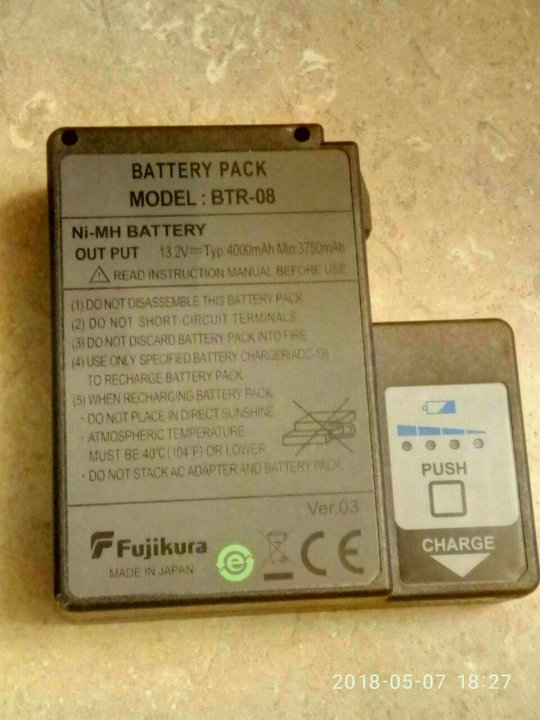 BATTERY PACK
MODEL : BTR-08
Ni-MH BATTERY
OUT PUT 13.2V⎓Typ.4000mAh Min.3750mAh
READ INSTRUCTION MANUAL BEFORE USE
(1) DO NOT DISASSEMBLE THIS BATTERY PACK.
(2) DO NOT SHORT-CIRCUIT TERMINALS.
(3) DO NOT DISCARD BATTERY PACK INTO FIRE.
(4) USE ONLY SPECIFIED BATTERY CHARGER(ADC-13)
TO RECHARGE BATTERY PACK.
(5) WHEN RECHARGING BATTERY PACK,
· DO NOT PLACE IN DIRECT SUNSHINE.
· ATMOSPHERIC TEMPERATURE
MUST BE 40℃ (104℉) OR LOWER.
· DO NOT STACK AC ADAPTER AND BATTERY PACK.
Ver.03
Fujikura
MADE IN JAPAN
e
CE
PUSH
CHARGE
2018-05-07 18:27